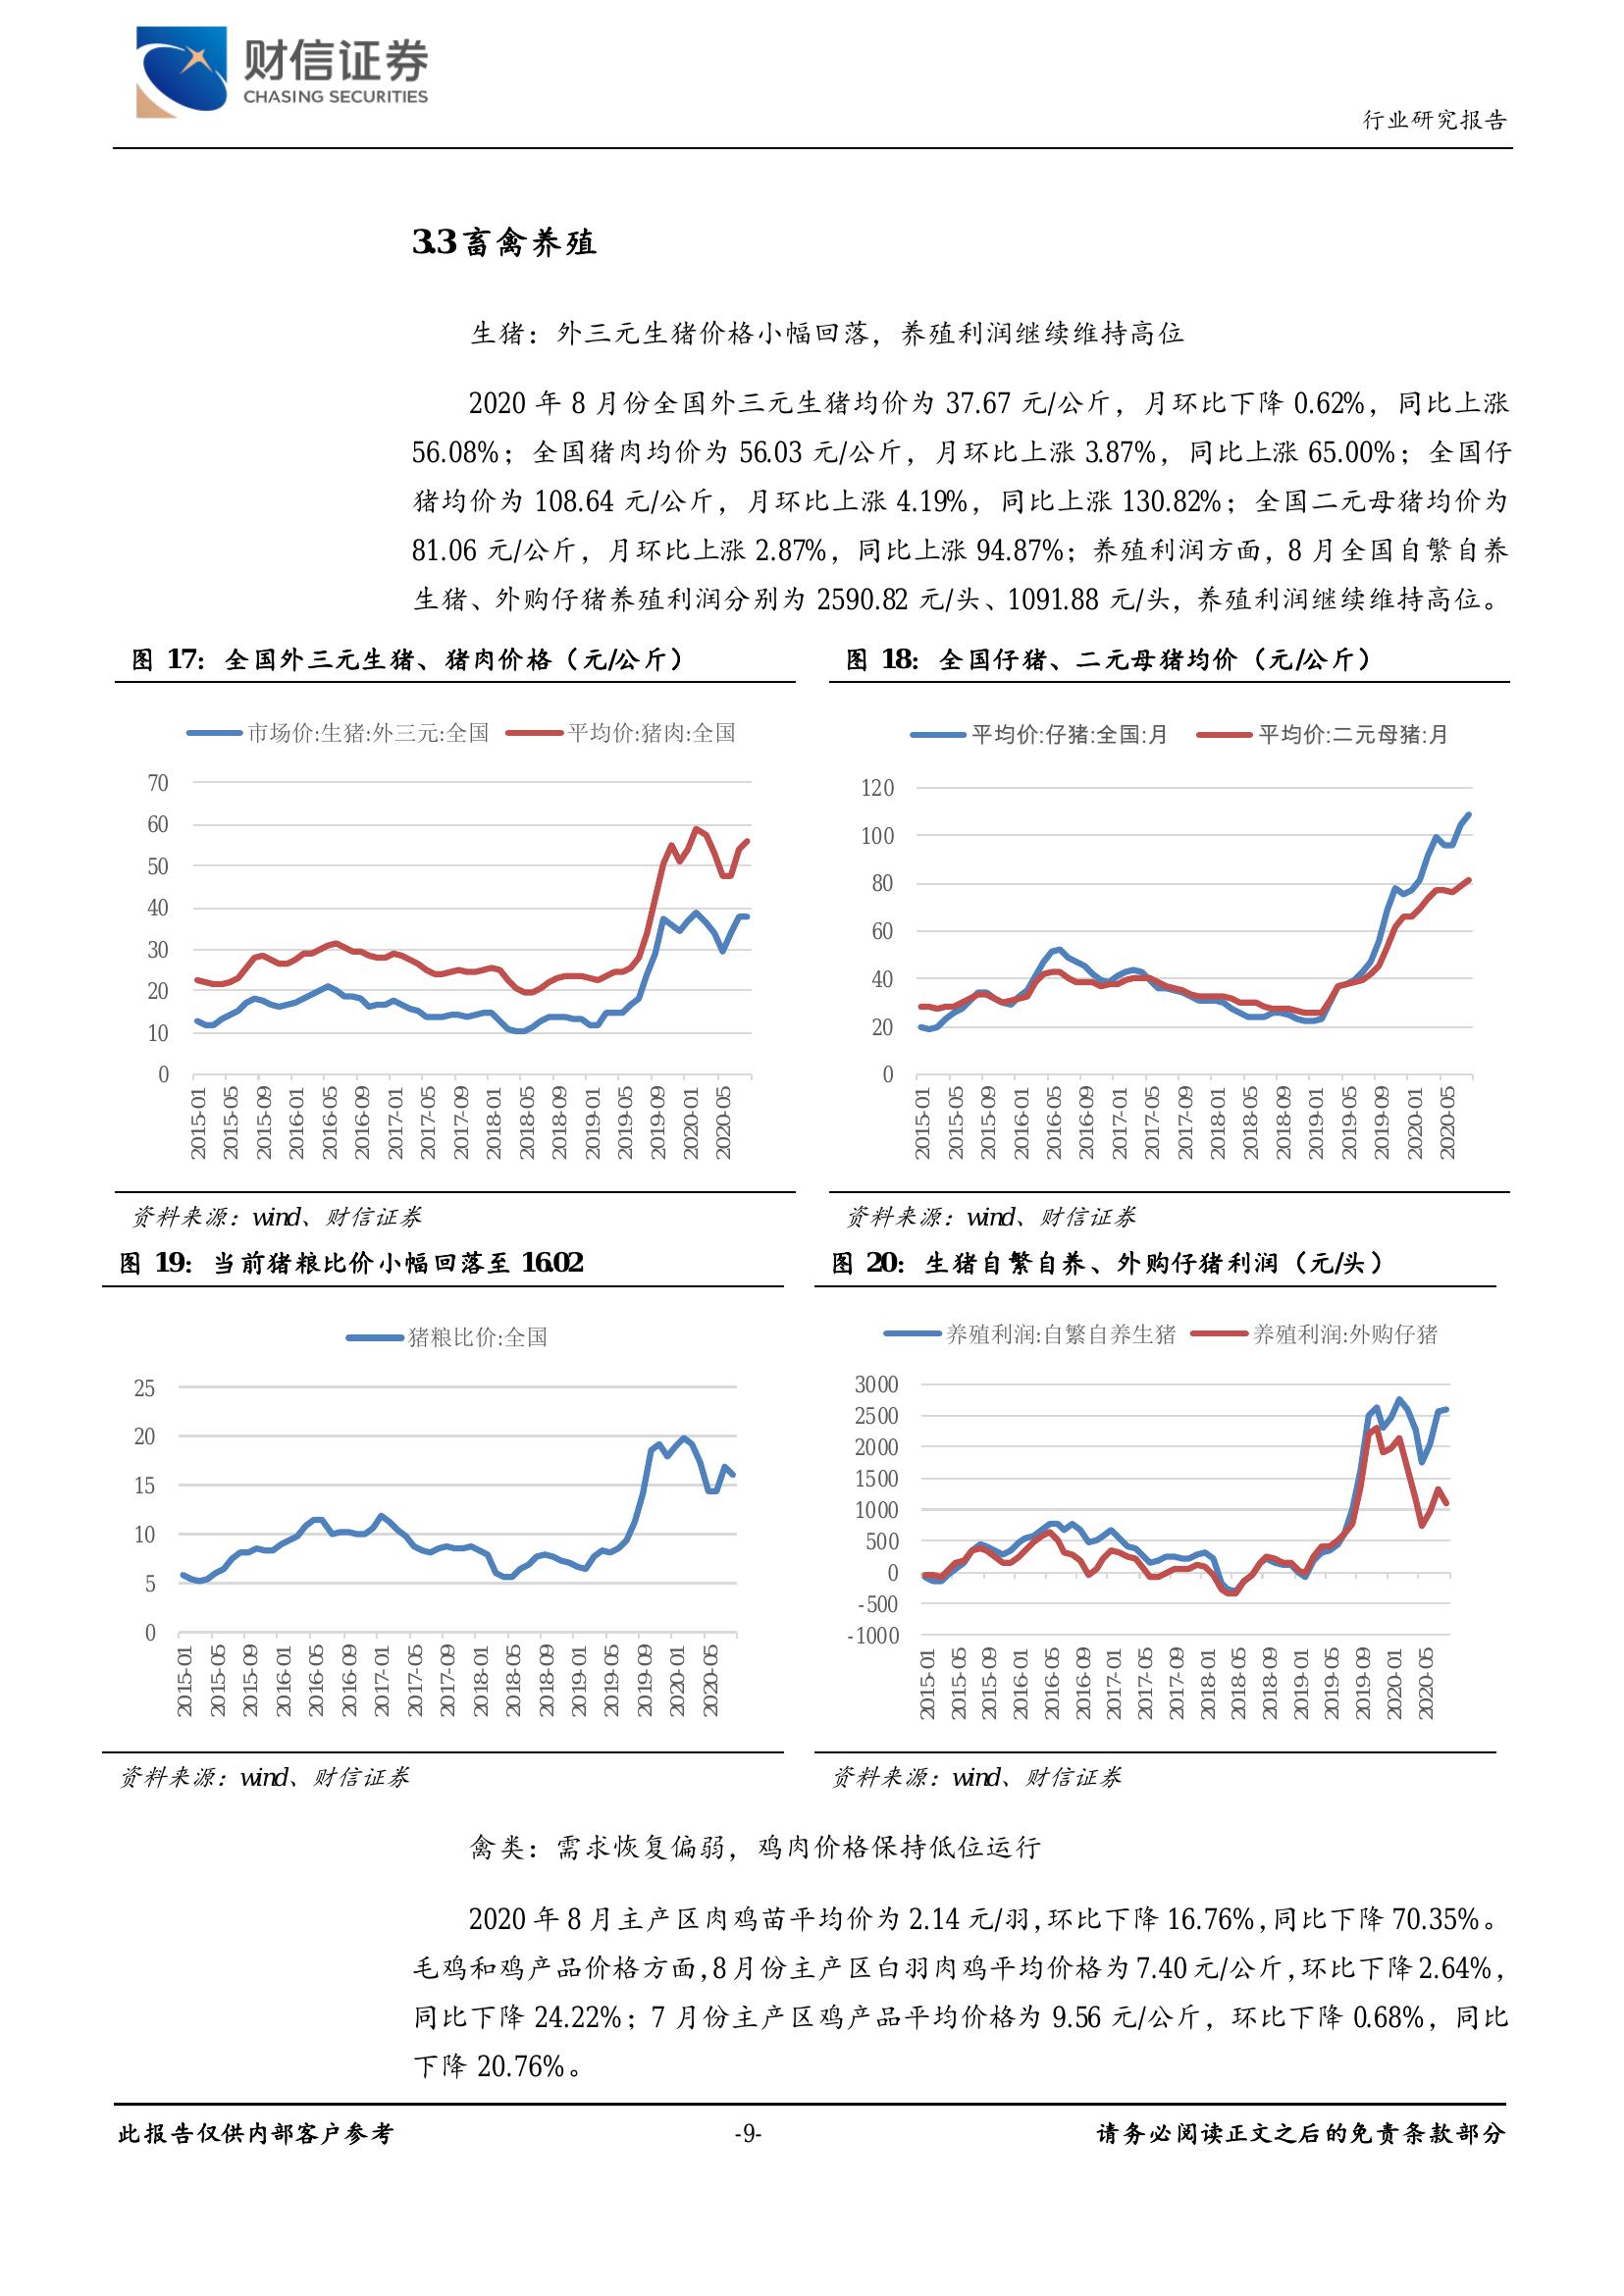 财信证券
CHASING SECURITIES
行业研究报告
3.3 畜禽养殖
生猪：外三元生猪价格小幅回落，养殖利润继续维持高位
2020 年 8 月份全国外三元生猪均价为 37.67 元/公斤，月环比下降 0.62%，同比上涨
56.08%；全国猪肉均价为 56.03 元/公斤，月环比上涨 3.87%，同比上涨 65.00%；全国仔
猪均价为 108.64 元/公斤，月环比上涨 4.19%，同比上涨 130.82%；全国二元母猪均价为
81.06 元/公斤，月环比上涨 2.87%，同比上涨 94.87%；养殖利润方面，8 月全国自繁自养
生猪、外购仔猪养殖利润分别为 2590.82 元/头、1091.88 元/头，养殖利润继续维持高位。
图 17：全国外三元生猪、猪肉价格（元/公斤）
市场价:生猪:外三元:全国 平均价:猪肉:全国
70
60
50
40
30
20
10
0
2015-01 2015-05 2015-09 2016-01 2016-05 2016-09 2017-01 2017-05 2017-09 2018-01 2018-05 2018-09 2019-01 2019-05 2019-09 2020-01 2020-05
资料来源：wind、财信证券
图 18：全国仔猪、二元母猪均价（元/公斤）
平均价:仔猪:全国:月 平均价:二元母猪:月
120
100
80
60
40
20
0
2015-01 2015-05 2015-09 2016-01 2016-05 2016-09 2017-01 2017-05 2017-09 2018-01 2018-05 2018-09 2019-01 2019-05 2019-09 2020-01 2020-05
资料来源：wind、财信证券
图 19：当前猪粮比价小幅回落至 16.02
猪粮比价:全国
25
20
15
10
5
0
2015-01 2015-05 2015-09 2016-01 2016-05 2016-09 2017-01 2017-05 2017-09 2018-01 2018-05 2018-09 2019-01 2019-05 2019-09 2020-01 2020-05
资料来源：wind、财信证券
图 20：生猪自繁自养、外购仔猪利润（元/头）
养殖利润:自繁自养生猪 养殖利润:外购仔猪
3000
2500
2000
1500
1000
500
0
-500
-1000
2015-01 2015-05 2015-09 2016-01 2016-05 2016-09 2017-01 2017-05 2017-09 2018-01 2018-05 2018-09 2019-01 2019-05 2019-09 2020-01 2020-05
资料来源：wind、财信证券
禽类：需求恢复偏弱，鸡肉价格保持低位运行
2020 年 8 月主产区肉鸡苗平均价为 2.14 元/羽，环比下降 16.76%，同比下降 70.35%。
毛鸡和鸡产品价格方面，8 月份主产区白羽肉鸡平均价格为 7.40 元/公斤，环比下降 2.64%，
同比下降 24.22%；7 月份主产区鸡产品平均价格为 9.56 元/公斤，环比下降 0.68%，同比
下降 20.76%。
此报告仅供内部客户参考
-9-
请务必阅读正文之后的免责条款部分